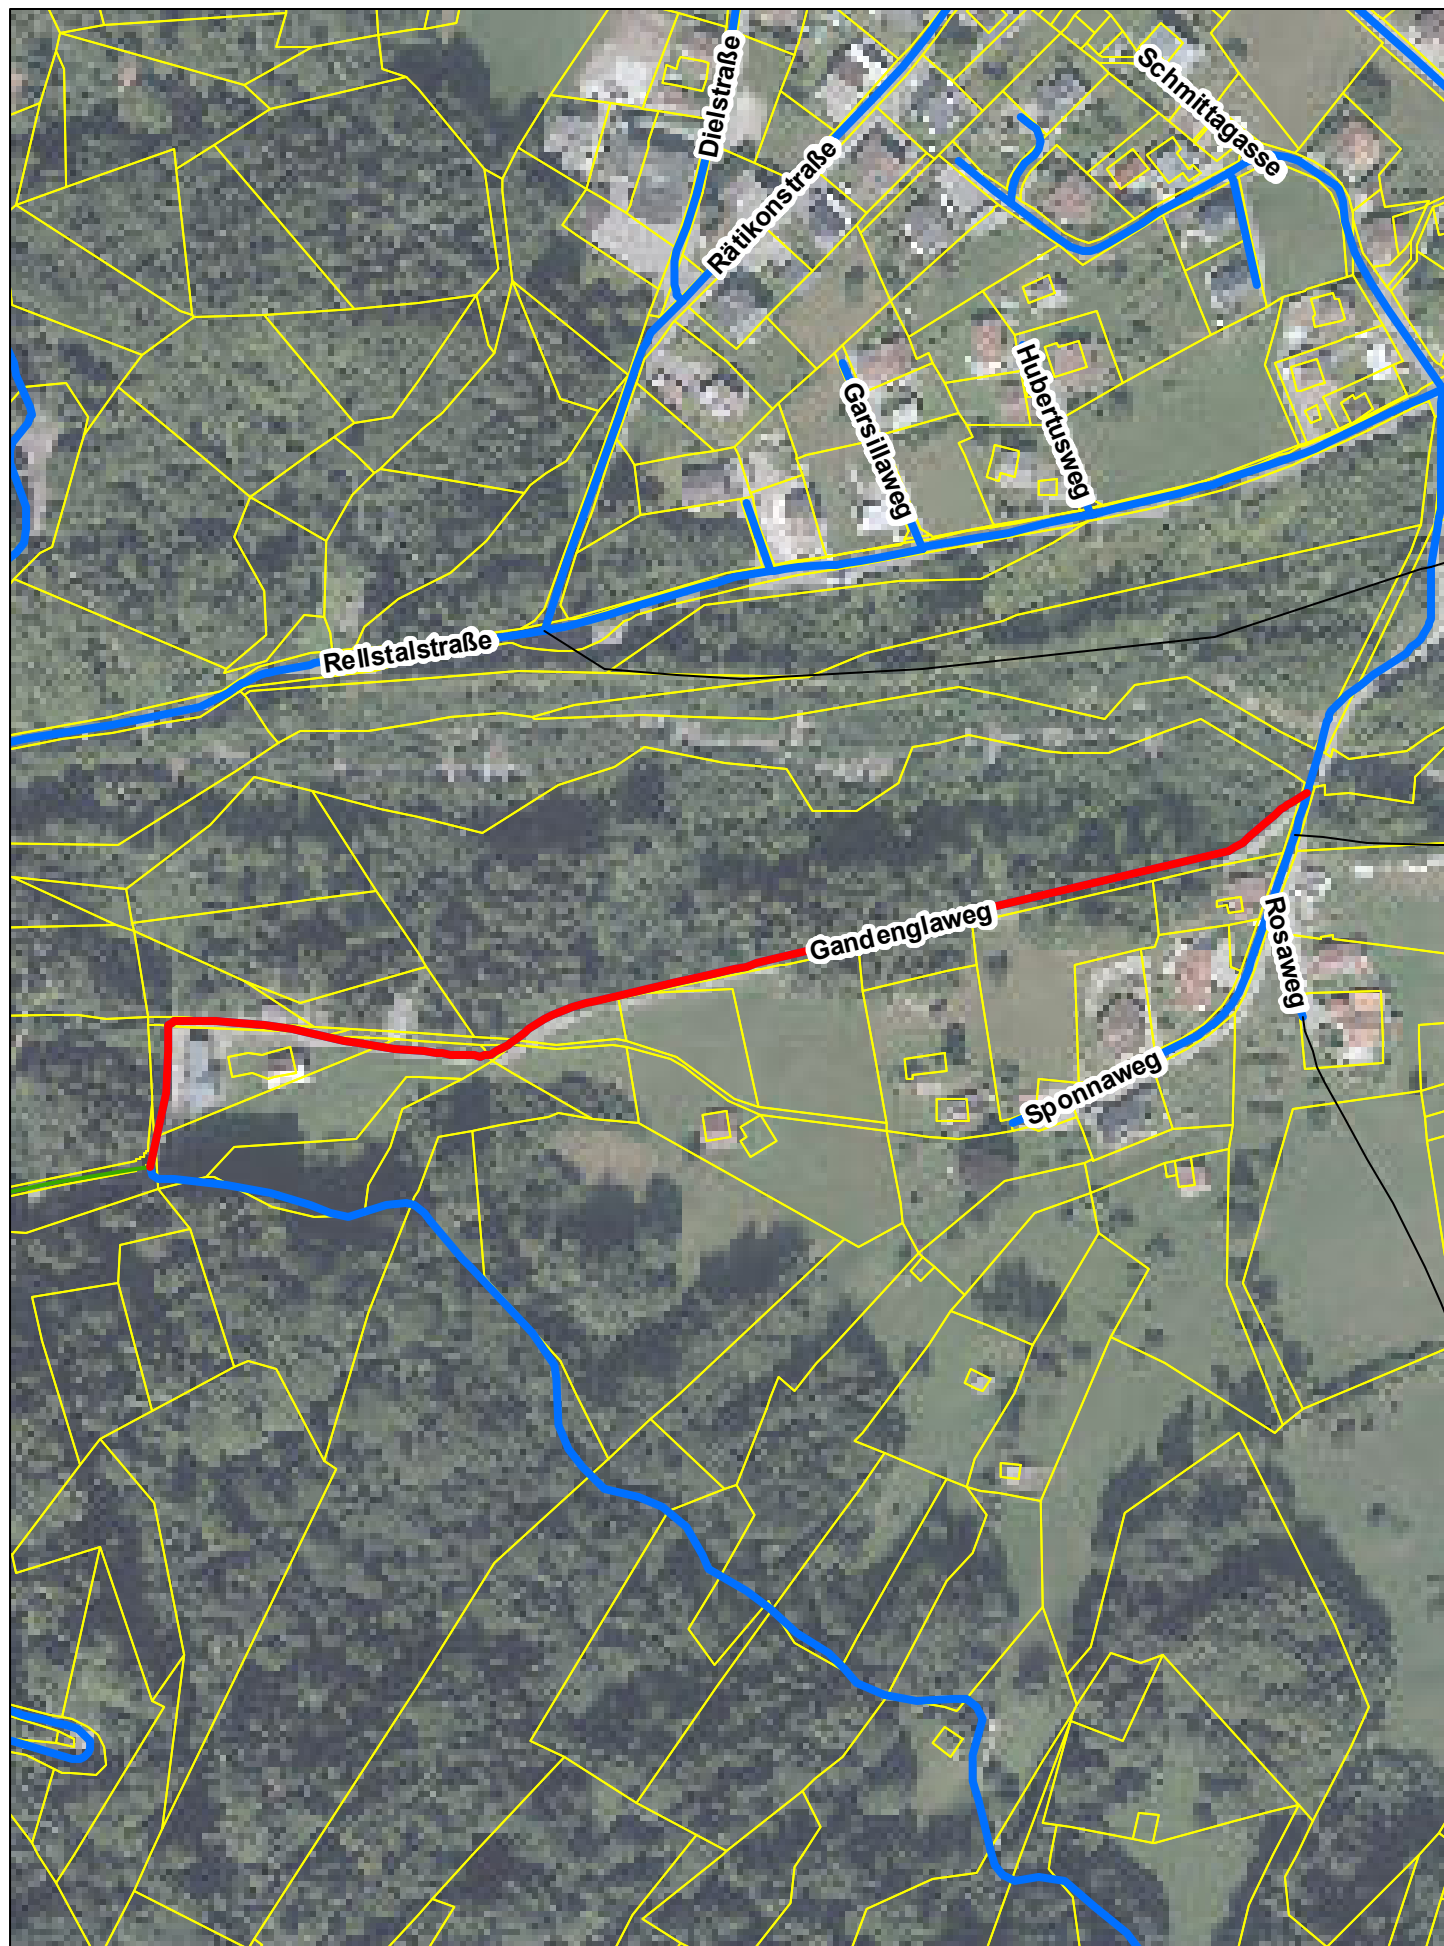 Dielstraße
Schmittagasse
Rätikonstraße
Hubertusweg
Garsillaweg
Rellstalstraße
Gandenglaweg
Rosaweg
Sponnaweg